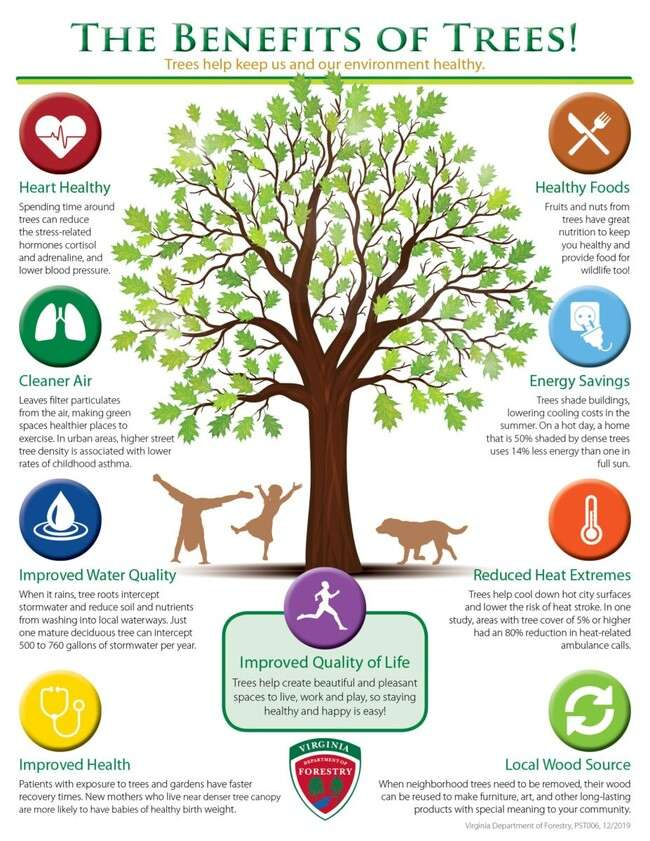 THE BENEFITS OF TREES!
Trees help keep us and our environment healthy.
Heart Healthy
Spending time around
trees can reduce
the stress-related
hormones cortisol
and adrenaline, and
lower blood pressure.
Healthy Foods
Fruits and nuts from
trees have great
nutrition to keep
you healthy and
provide food for
wildlife too!
Cleaner Air
Leaves filter particulates
from the air, making green
spaces healthier places to
exercise. In urban areas, higher street
tree density is associated with lower
rates of childhood asthma.
Energy Savings
Trees shade buildings,
lowering cooling costs in the
summer. On a hot day, a home
that is 50% shaded by dense trees
uses 14% less energy than one in
full sun.
Improved Water Quality
When it rains, tree roots intercept
stormwater and reduce soil and nutrients
from washing into local waterways. Just
one mature deciduous tree can intercept
500 to 760 gallons of stormwater per year.
Reduced Heat Extremes
Trees help cool down hot city surfaces
and lower the risk of heat stroke. In one
study, areas with tree cover of 5% or higher
had an 80% reduction in heat-related
ambulance calls.
Improved Quality of Life
Trees help create beautiful and pleasant
spaces to live, work and play, so staying
healthy and happy is easy!
Improved Health
Patients with exposure to trees and gardens have faster
recovery times. New mothers who live near denser tree canopy
are more likely to have babies of healthy birth weight.
VIRGINIA
DEPARTMENT OF
FORESTRY
Local Wood Source
When neighborhood trees need to be removed, their wood
can be reused to make furniture, art, and other long-lasting
products with special meaning to your community.
Virginia Department of Forestry, PST006, 12/2019